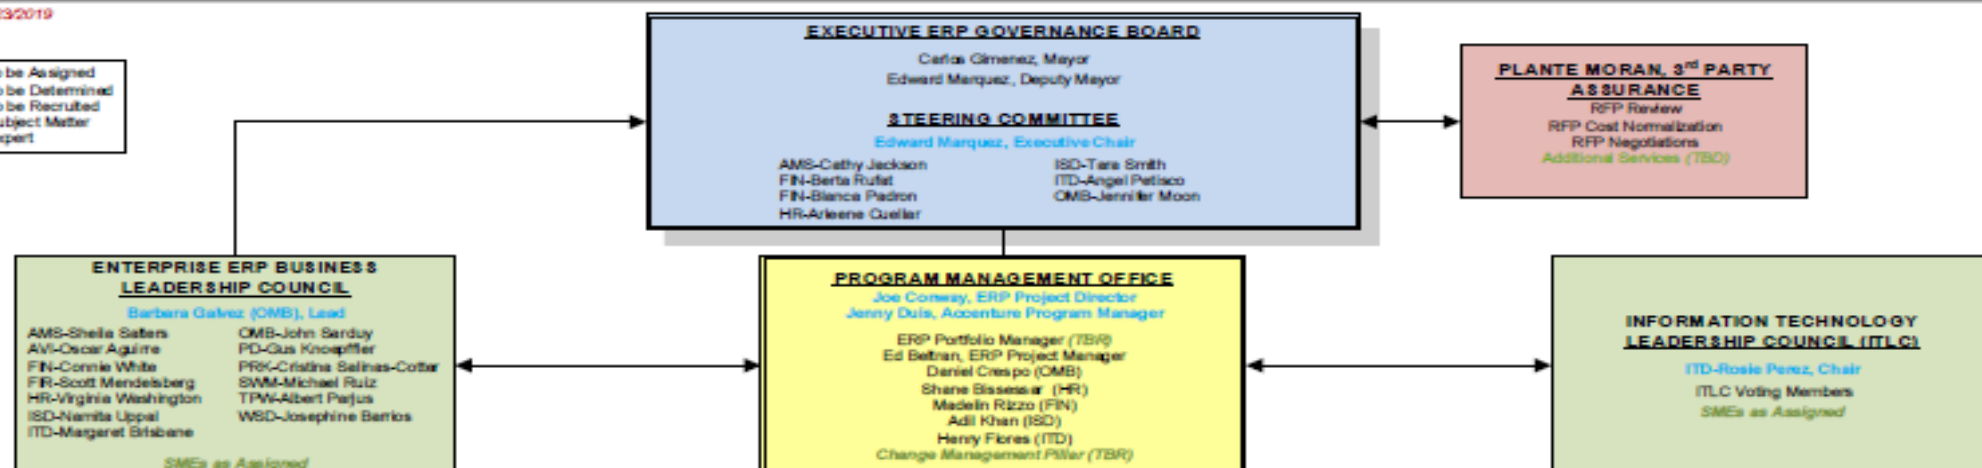 3/2019
be Assigned
be Determined
be Recruited
ubject Matter
xpert
EXECUTIVE ERP GOVERNANCE BOARD
Carlos Gimenez, Mayor
Edward Marquez, Deputy Mayor
STEERING COMMITTEE
Edward Marquez, Executive Chair
AMS-Cathy Jackson
FIN-Berta Rufat
FIN-Blanca Padron
HR-Arleene Cuellar
ISD-Tara Smith
ITD-Angel Petisco
OMB-Jennifer Moon
PLANTE MORAN, 3rd PARTY
ASSURANCE
RFP Review
RFP Cost Normalization
RFP Negotiations
Additional Services (TBD)
ENTERPRISE ERP BUSINESS
LEADERSHIP COUNCIL
Barbara Galvez (OMB), Lead
AMS-Sheila Salters
AVI-Oscar Aguirre
FIN-Connie White
FIR-Scott Mendelsberg
HR-Virginia Washington
ISD-Namita Uppal
ITD-Margaret Brisbane
OMB-John Sarduy
PD-Gus Knoepffler
PRK-Cristina Salinas-Cotter
SWM-Michael Ruiz
TPW-Albert Parjus
WSD-Josephine Barrios
SMEs as Assigned
PROGRAM MANAGEMENT OFFICE
Joe Conway, ERP Project Director
Jenny Duis, Accenture Program Manager
ERP Portfolio Manager (TBR)
Ed Beltran, ERP Project Manager
Daniel Crespo (OMB)
Shane Bissessar (HR)
Madelin Rizzo (FIN)
Adil Khan (ISD)
Henry Flores (ITD)
Change Management Pillar (TBR)
INFORMATION TECHNOLOGY
LEADERSHIP COUNCIL (ITLC)
ITD-Rosie Perez, Chair
ITLC Voting Members
SMEs as Assigned